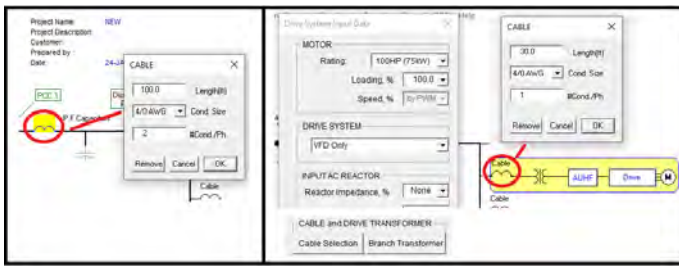 Project Name: NEW
Project Description:
Customer:
Prepared by:
Date: 24-JA
PCC 1
P.F Capacitor
CABLE
100.0 Length(ft)
4/0 AWG Cond. Size
2 #Cond./Ph
Remove Cancel OK
Cable
Drive System Input Data
Help
MOTOR
Rating: 100HP (75kW)
Loading, % 100.0
Speed, % by PWM
DRIVE SYSTEM
VFD Only
INPUT AC REACTOR
Reactor Impedance, % None
CABLE and DRIVE TRANSFORMER
Cable Selection Branch Transformer
CABLE
30.0 Length(ft)
4/0 AWG Cond. Size
1 #Cond./Ph
Remove Cancel OK
Cable
AUHF
Drive
M
Cable